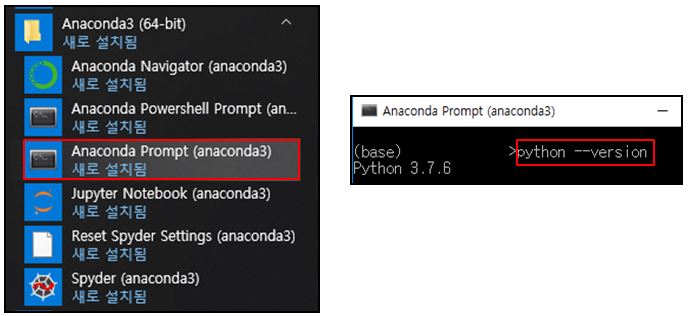 Anaconda3 (64-bit)
새로 설치됨
Anaconda Navigator (anaconda3)
새로 설치됨
Anaconda Powershell Prompt (an...
새로 설치됨
Anaconda Prompt (anaconda3)
새로 설치됨
Jupyter Notebook (anaconda3)
새로 설치됨
Reset Spyder Settings (anaconda3)
새로 설치됨
Spyder (anaconda3)
새로 설치됨
Anaconda Prompt (anaconda3)
(base) >python --version
Python 3.7.6